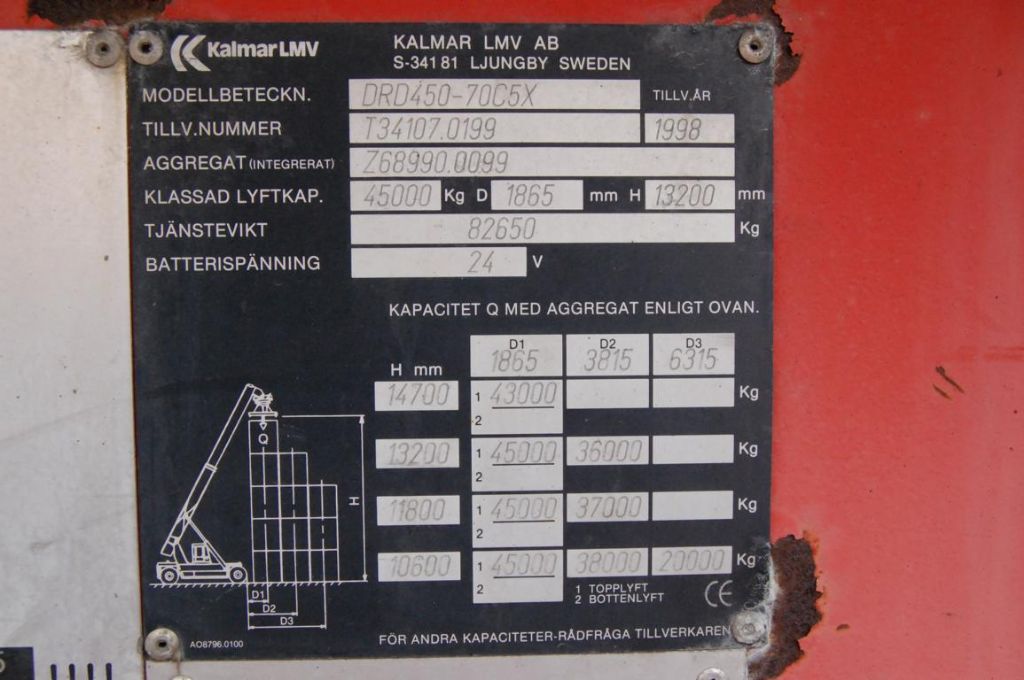 Kalmar LMV
KALMAR LMV AB
S-341 81 LJUNGBY SWEDEN
MODELLBETECKN. DRD450-70C5X TILLV.ÅR
TILLV.NUMMER T34107.0199 1998
AGGREGAT (INTEGRERAT) Z68990.0099
KLASSAD LYFTKAP. 45000 Kg D 1865 mm H 13200 mm
TJÄNSTEVIKT 82650 Kg
BATTERISPÄNNING 24 V
KAPACITET Q MED AGGREGAT ENLIGT OVAN.
D1 D2 D3
H mm 1865 3815 6315
14700 1 43000 Kg
2
13200 1 45000 36000 Kg
2
11800 1 45000 37000 Kg
2
10600 1 45000 38000 20000 Kg
2
1 TOPPLYFT
2 BOTTENLYFT
CE
Q
H
D1
D2
D3
AO8796.0100
FÖR ANDRA KAPACITETER-RÅDFRÅGA TILLVERKAREN